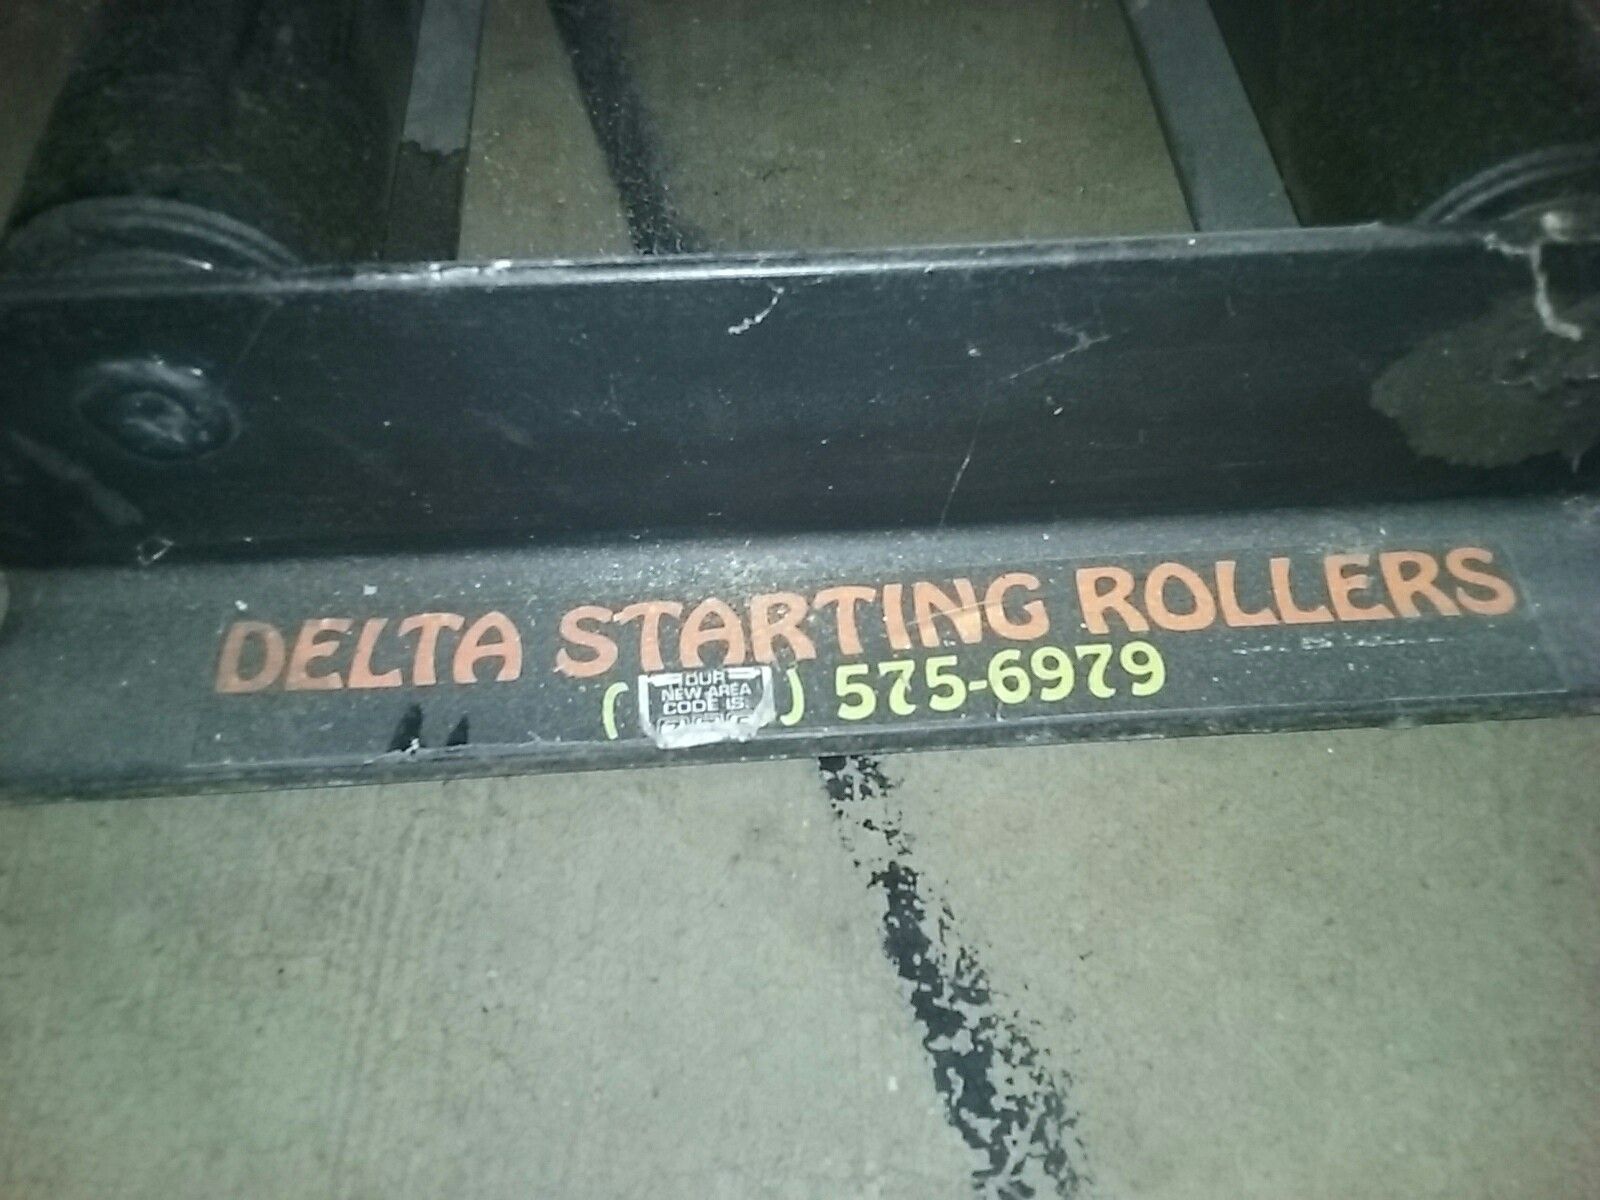 DELTA STARTING ROLLERS
( ) 575-6979
OUR
NEW AREA
CODE IS: